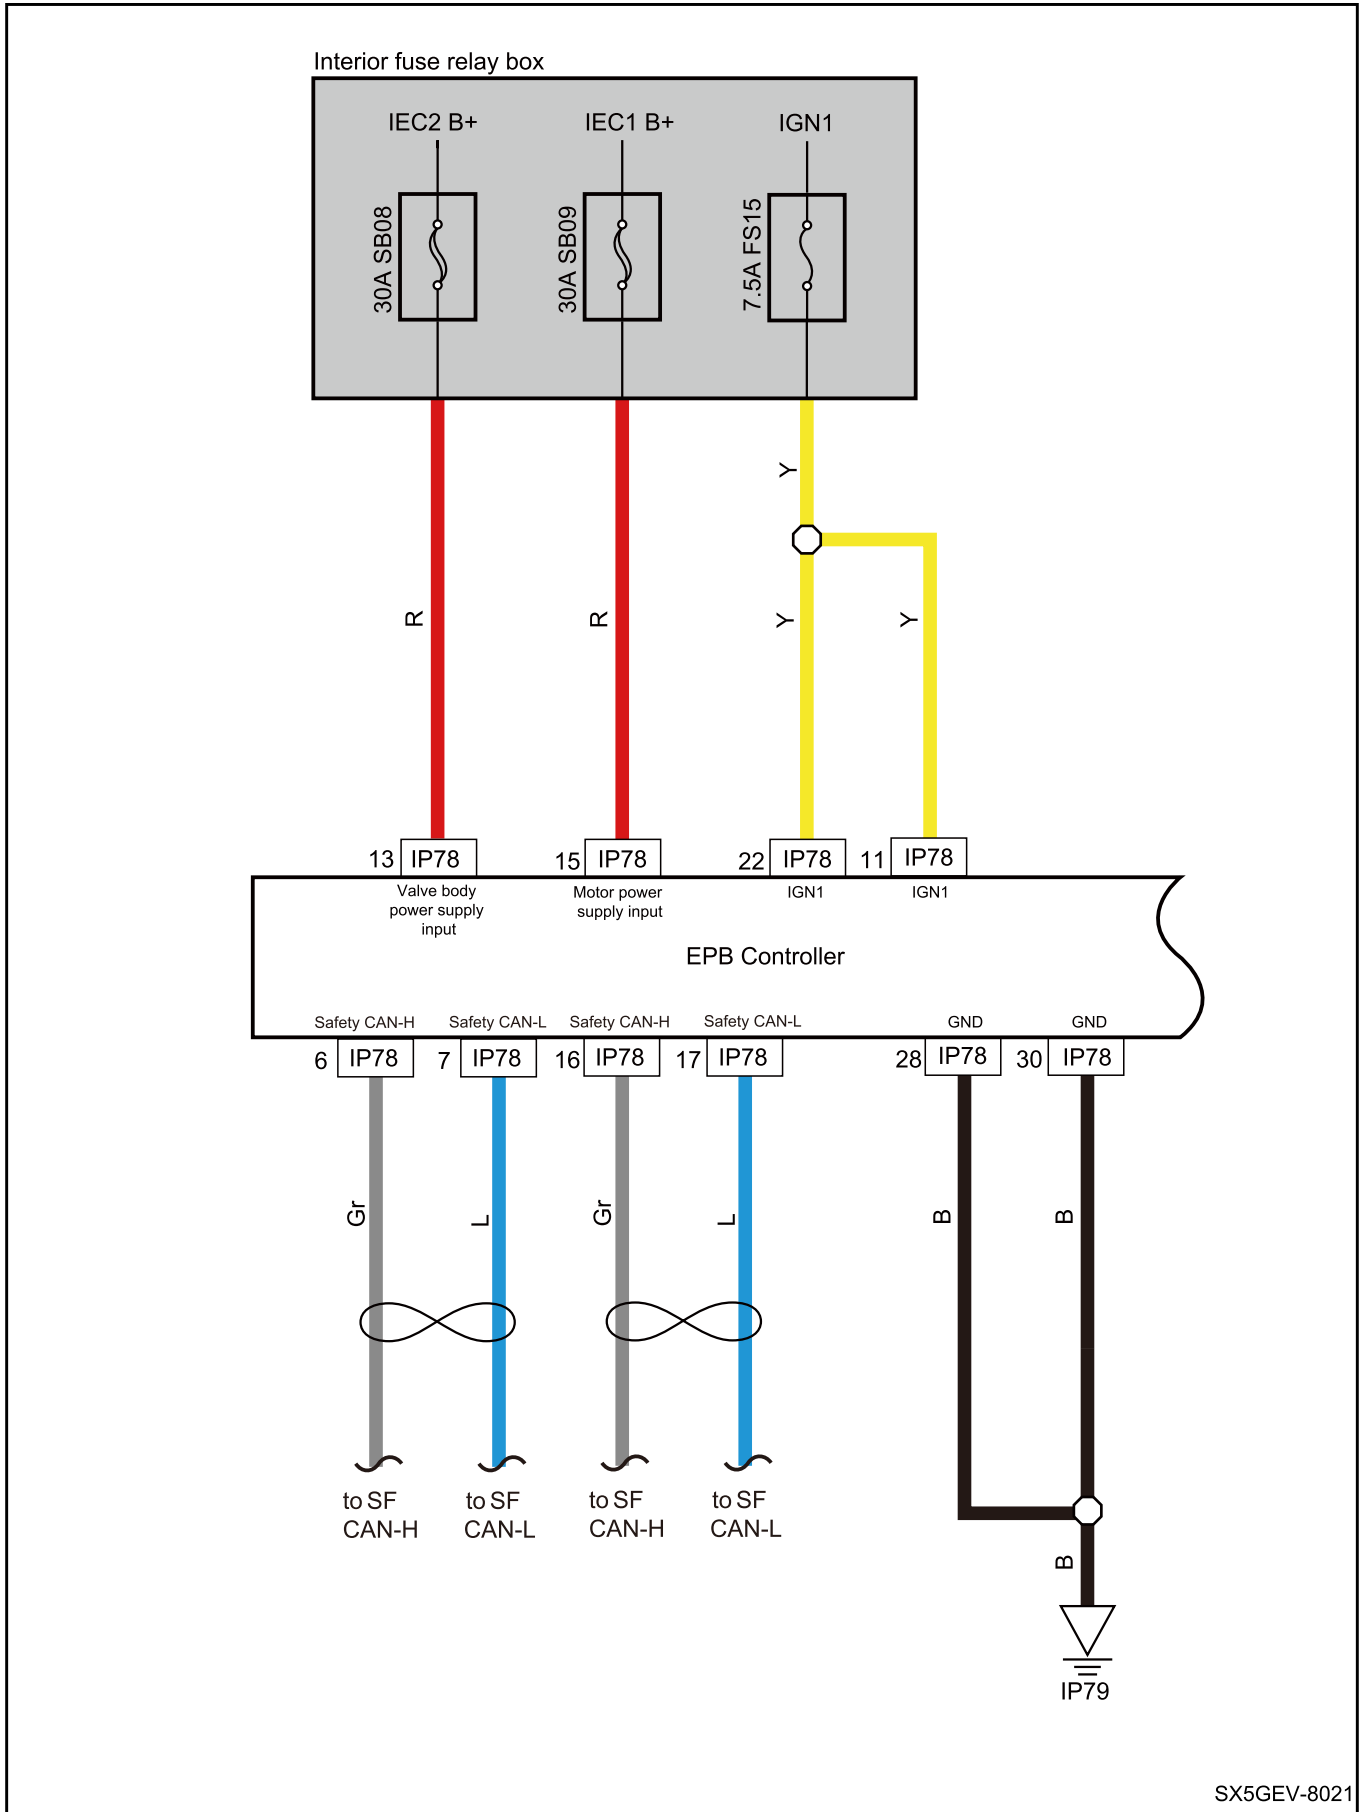 Interior fuse relay box
IEC2 B+
IEC1 B+
IGN1
30A SB08
30A SB09
7.5A FS15
Y
R
R
Y
Y
13
IP78
15
IP78
22
IP78
11
IP78
Valve body
power supply
input
Motor power
supply input
IGN1
IGN1
EPB Controller
Safety CAN-H
Safety CAN-L
Safety CAN-H
Safety CAN-L
GND
GND
6
IP78
7
IP78
16
IP78
17
IP78
28
IP78
30
IP78
Gr
L
Gr
L
B
B
to SF
CAN-H
to SF
CAN-L
to SF
CAN-H
to SF
CAN-L
B
IP79
SX5GEV-8021